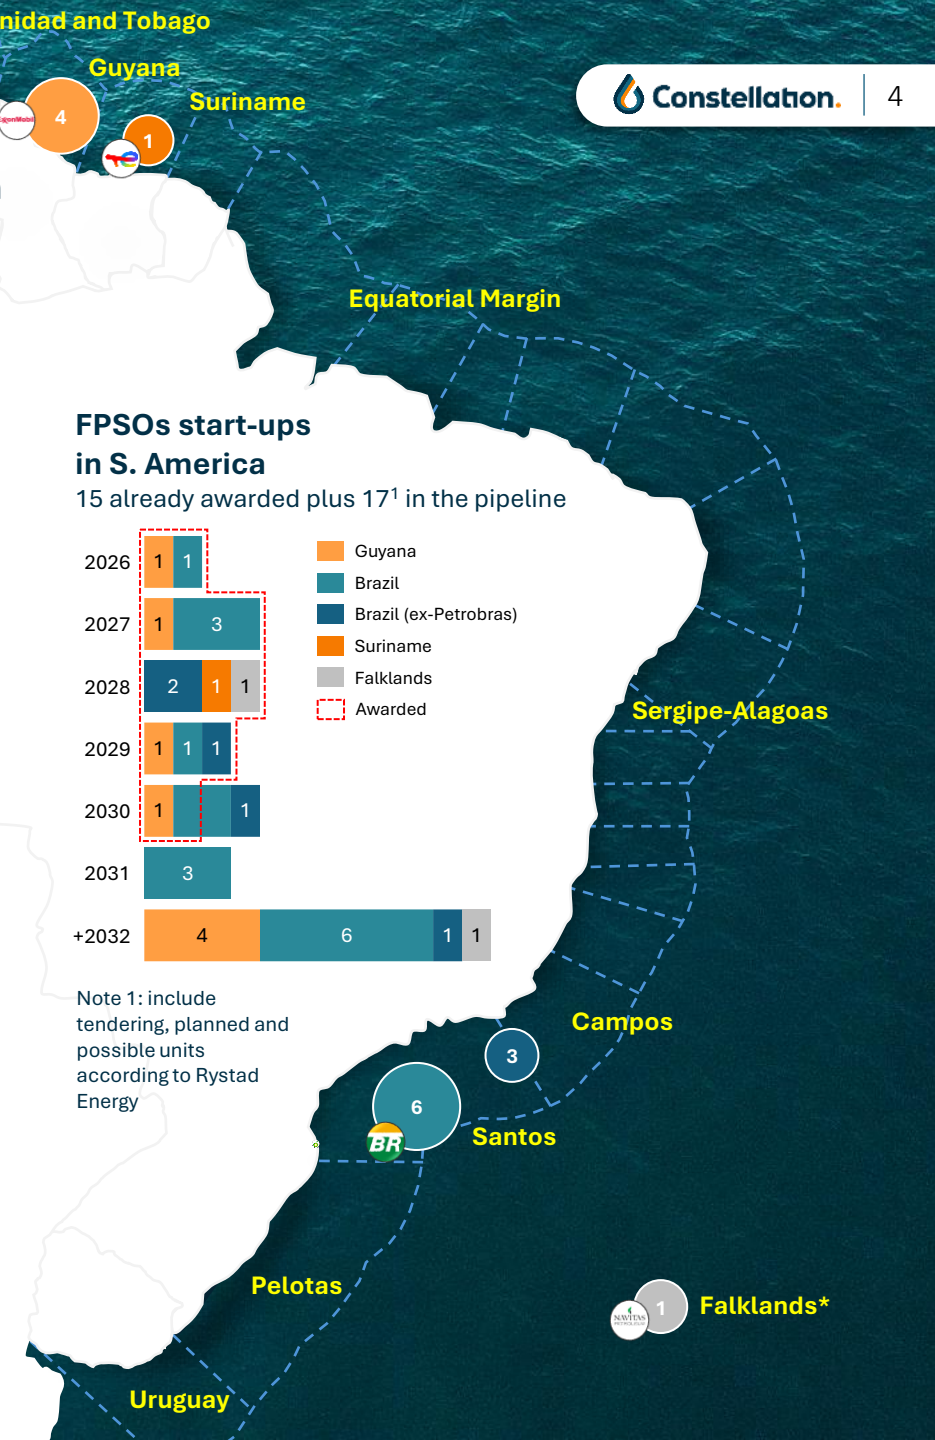 nidad and Tobago
Guyana
Suriname
Constellation.
4
ExxonMobil
4
1
Equatorial Margin
FPSOs start-ups
in S. America
15 already awarded plus 17¹ in the pipeline
2026 1 1
2027 1 3
2028 2 1 1
2029 1 1 1
2030 1 1
2031 3
+2032 4 6 1 1
Guyana
Brazil
Brazil (ex-Petrobras)
Suriname
Falklands
Awarded
Sergipe-Alagoas
Note 1: include
tendering, planned and
possible units
according to Rystad
Energy
Campos
3
6
BR
Santos
Pelotas
NAVITAS
PETROLEUM
1
Falklands*
Uruguay